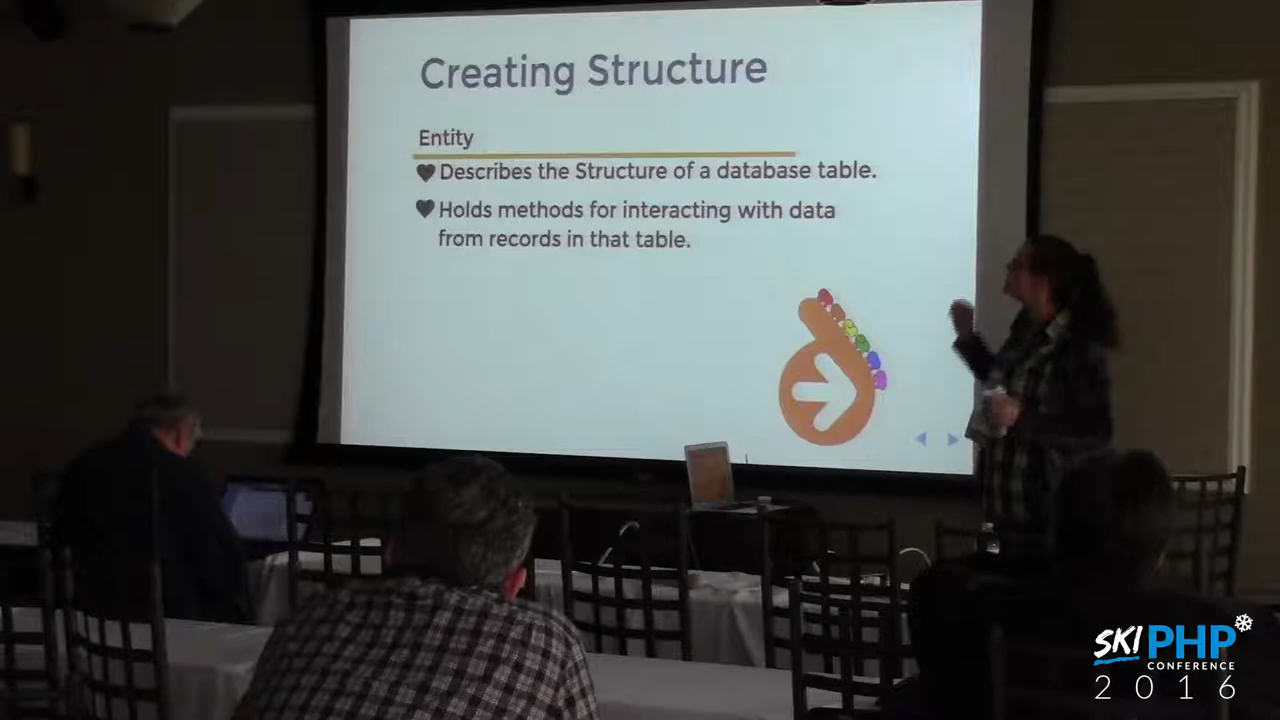 Creating Structure
Entity
Describes the Structure of a database table.
Holds methods for interacting with data
from records in that table.
SKI PHP
CONFERENCE
2016